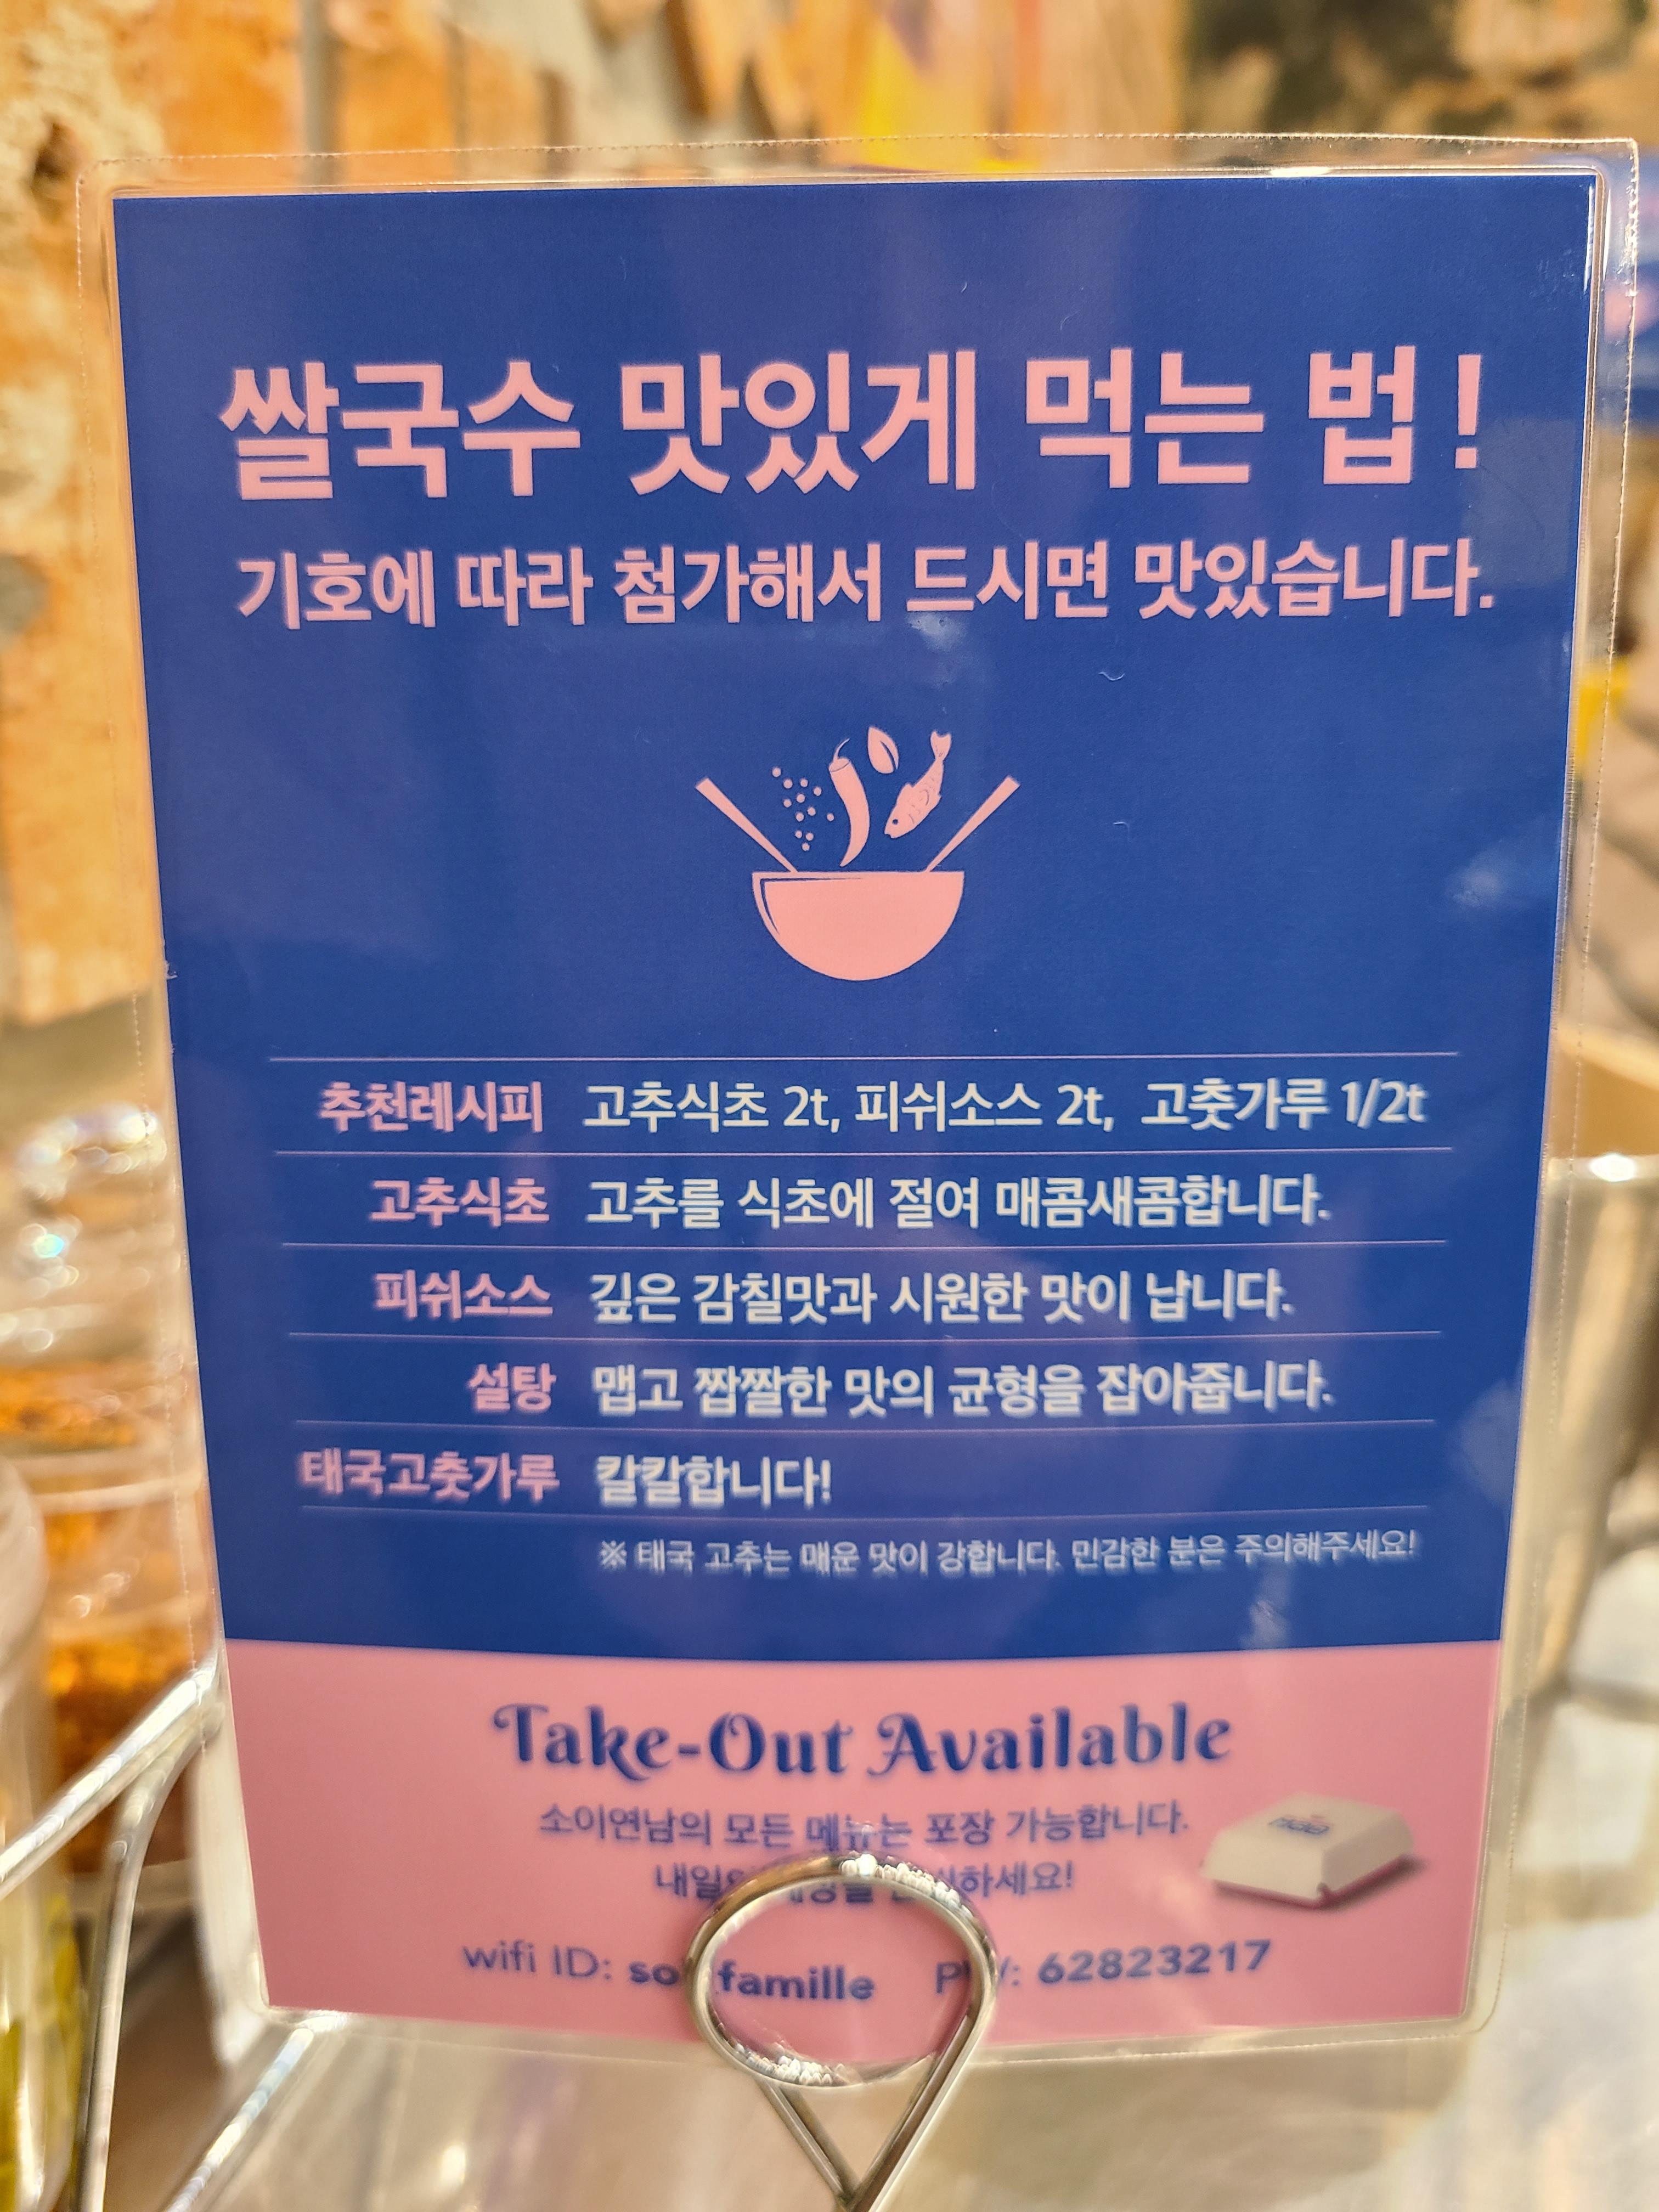 쌀국수 맛있게 먹는 법!
기호에 따라 첨가해서 드시면 맛있습니다.
추천레시피 고추식초 2t, 피쉬소스 2t, 고춧가루 1/2t
고추식초 고추를 식초에 절여 매콤새콤합니다.
피쉬소스 깊은 감칠맛과 시원한 맛이 납니다.
설탕 맵고 짭짤한 맛의 균형을 잡아줍니다.
태국고춧가루 칼칼합니다!
※ 태국 고추는 매운 맛이 강합니다. 민감한 분은 주의해주세요!
Take-Out Available
소이연남의 모든 메뉴는 포장 가능합니다.
wifi ID: famille 62823217